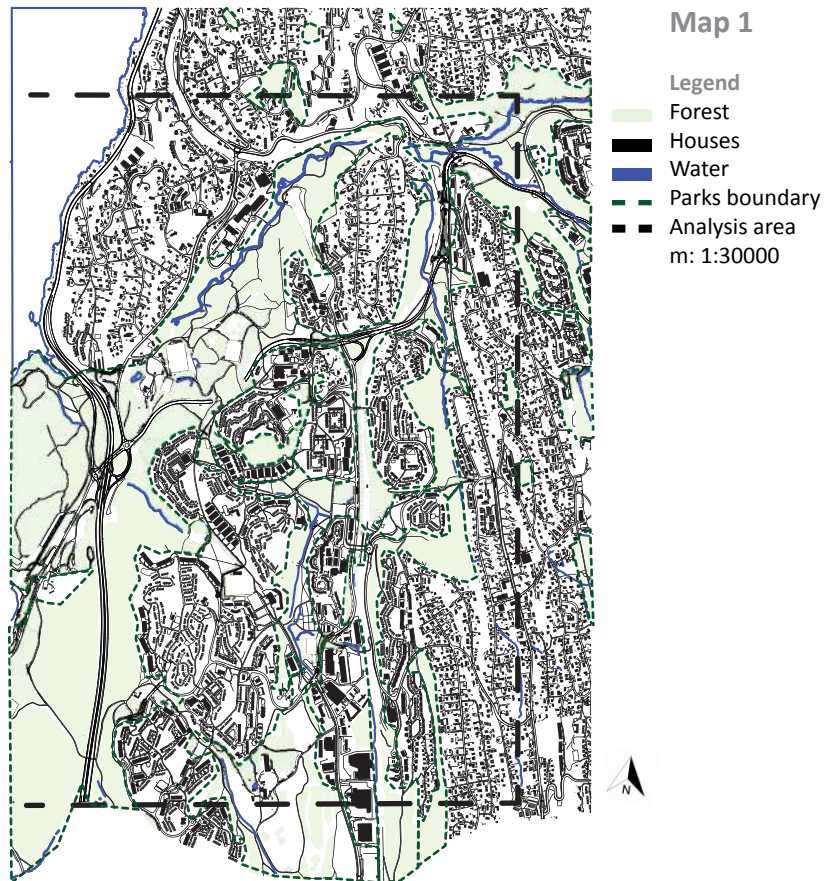 Map 1
Legend
Forest
Houses
Water
Parks boundary
Analysis area
m: 1:30000
N